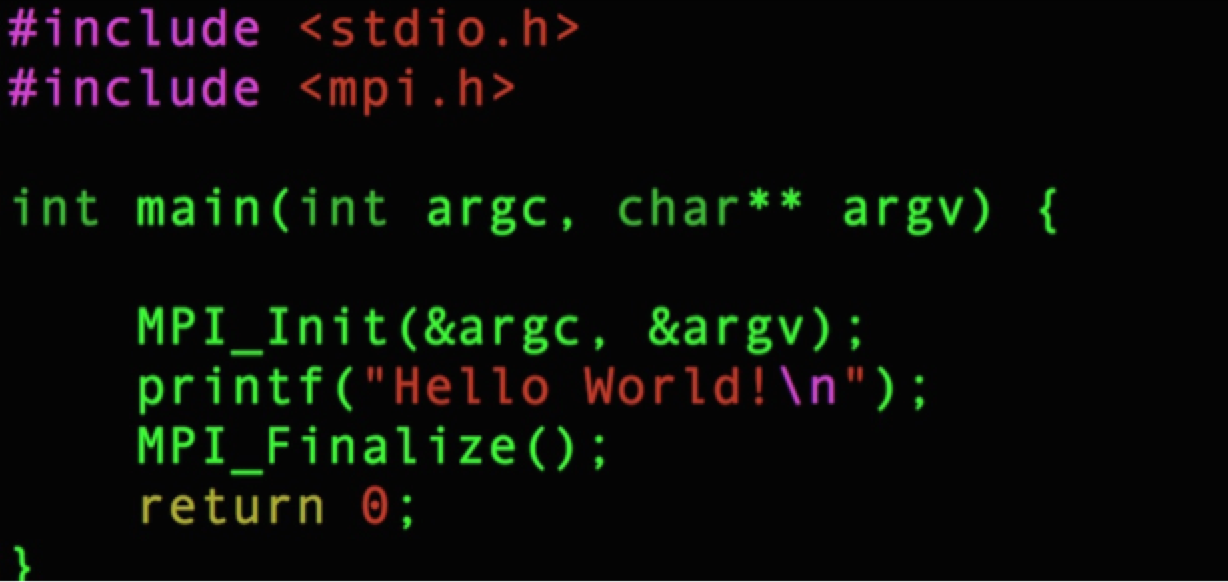 #include <stdio.h>
#include <mpi.h>
int main(int argc, char** argv) {
MPI_Init(&argc, &argv);
printf("Hello World!\n");
MPI_Finalize();
return 0;
}